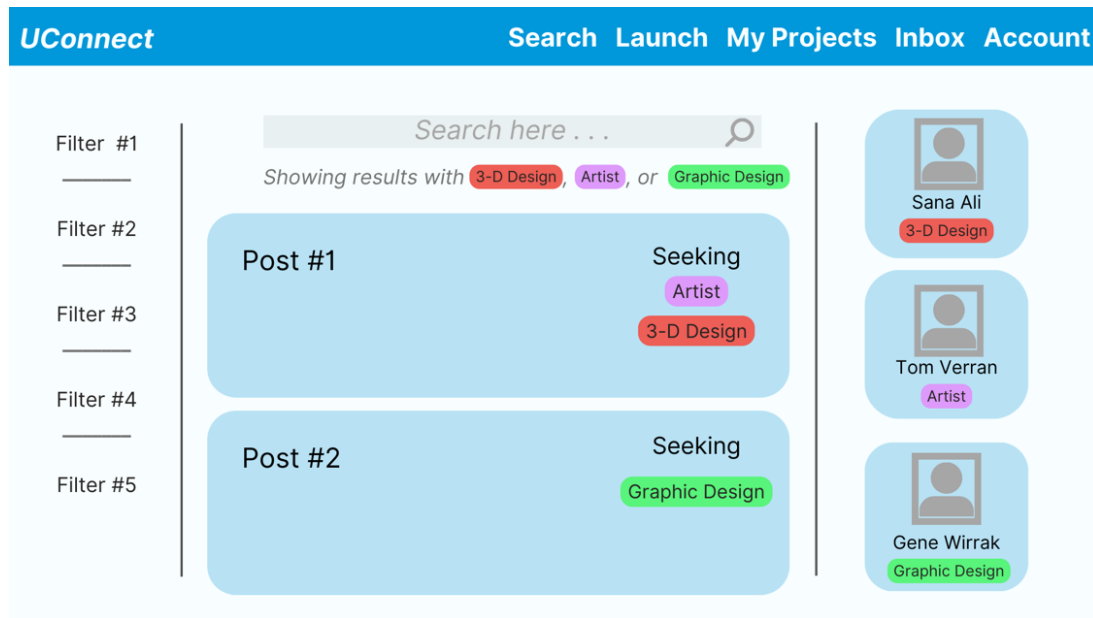 UConnect
Search Launch My Projects Inbox Account
Filter #1
Filter #2
Filter #3
Filter #4
Filter #5
Search here . . .
Showing results with 3-D Design, Artist, or Graphic Design
Post #1
Seeking
Artist
3-D Design
Post #2
Seeking
Graphic Design
Sana Ali
3-D Design
Tom Verran
Artist
Gene Wirrak
Graphic Design